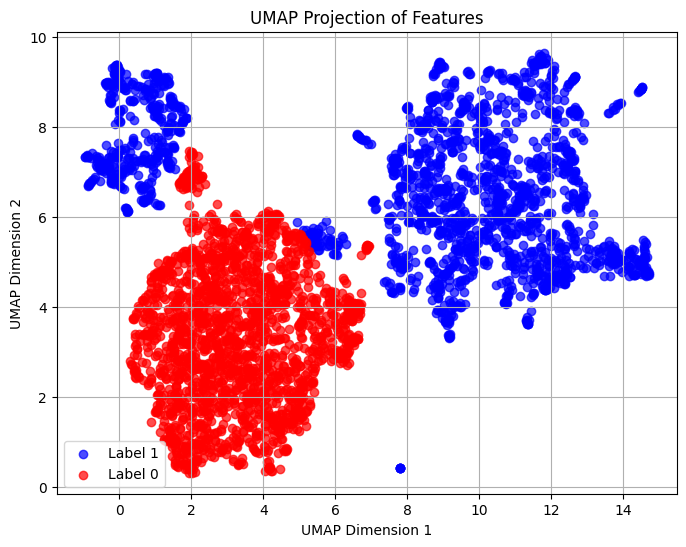 UMAP Projection of Features
10
8
6
4
2
0
UMAP Dimension 2
Label 1
Label 0
0 2 4 6 8 10 12 14
UMAP Dimension 1